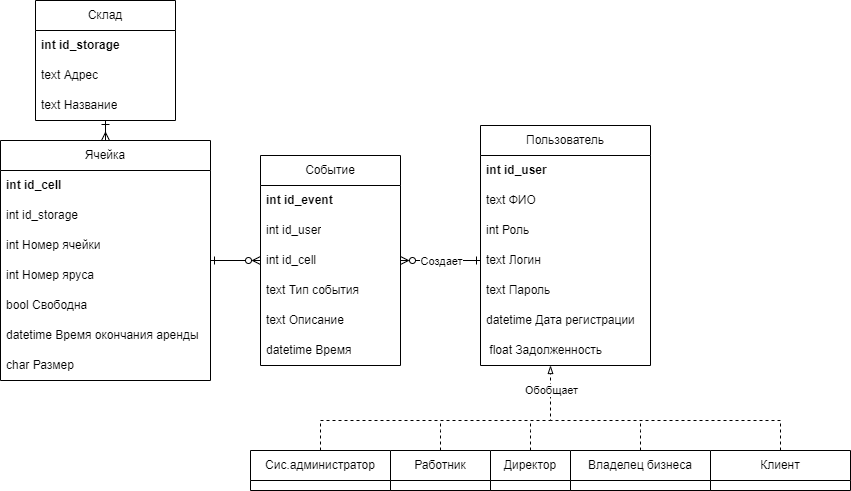 Склад
int id_storage
text Адрес
text Название
Ячейка
int id_cell
int id_storage
int Номер ячейки
int Номер яруса
bool Свободна
datetime Время окончания аренды
char Размер
Событие
int id_event
int id_user
int id_cell
text Тип события
text Описание
datetime Время
Создает
Пользователь
int id_user
text ФИО
int Роль
text Логин
text Пароль
datetime Дата регистрации
float Задолженность
Обобщает
Сис.администратор
Работник
Директор
Владелец бизнеса
Клиент